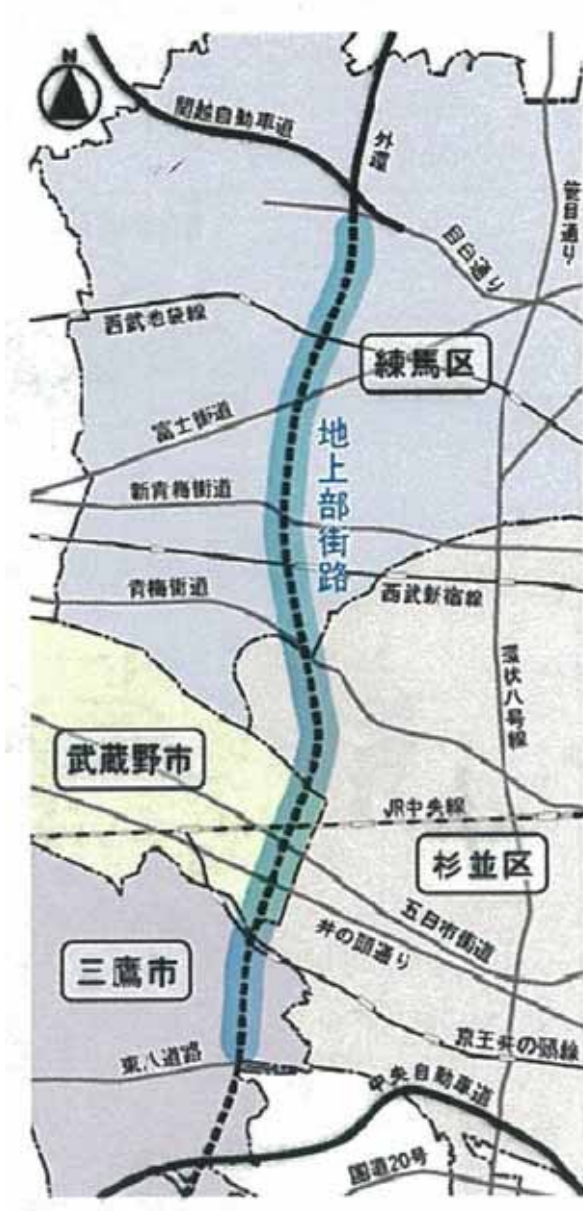 N
関越自動車道
外環
笹目通り
目白通り
西武池袋線
練馬区
富士街道
地上部街路
新青梅街道
青梅街道
西武新宿線
環状八号線
武蔵野市
JR中央線
杉並区
五日市街道
井の頭通り
三鷹市
京王井の頭線
東八道路
中央自動車道
国道20号